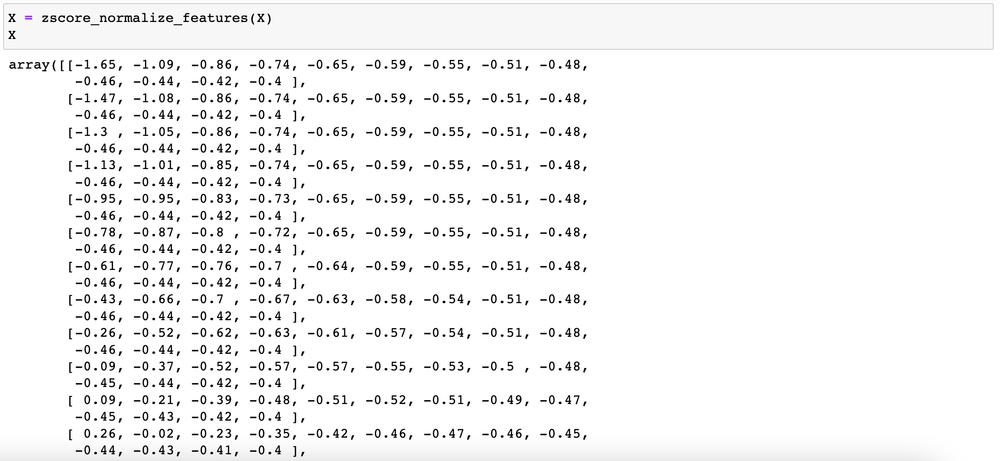 X = zscore_normalize_features(X)
X
array([[-1.65, -1.09, -0.86, -0.74, -0.65, -0.59, -0.55, -0.51, -0.48,
        -0.46, -0.44, -0.42, -0.4 ],
       [-1.47, -1.08, -0.86, -0.74, -0.65, -0.59, -0.55, -0.51, -0.48,
        -0.46, -0.44, -0.42, -0.4 ],
       [-1.3 , -1.05, -0.86, -0.74, -0.65, -0.59, -0.55, -0.51, -0.48,
        -0.46, -0.44, -0.42, -0.4 ],
       [-1.13, -1.01, -0.85, -0.74, -0.65, -0.59, -0.55, -0.51, -0.48,
        -0.46, -0.44, -0.42, -0.4 ],
       [-0.95, -0.95, -0.83, -0.73, -0.65, -0.59, -0.55, -0.51, -0.48,
        -0.46, -0.44, -0.42, -0.4 ],
       [-0.78, -0.87, -0.8 , -0.72, -0.65, -0.59, -0.55, -0.51, -0.48,
        -0.46, -0.44, -0.42, -0.4 ],
       [-0.61, -0.77, -0.76, -0.7 , -0.64, -0.59, -0.55, -0.51, -0.48,
        -0.46, -0.44, -0.42, -0.4 ],
       [-0.43, -0.66, -0.7 , -0.67, -0.63, -0.58, -0.54, -0.51, -0.48,
        -0.46, -0.44, -0.42, -0.4 ],
       [-0.26, -0.52, -0.62, -0.63, -0.61, -0.57, -0.54, -0.51, -0.48,
        -0.46, -0.44, -0.42, -0.4 ],
       [-0.09, -0.37, -0.52, -0.57, -0.57, -0.55, -0.53, -0.5 , -0.48,
        -0.45, -0.44, -0.42, -0.4 ],
       [ 0.09, -0.21, -0.39, -0.48, -0.51, -0.52, -0.51, -0.49, -0.47,
        -0.45, -0.43, -0.42, -0.4 ],
       [ 0.26, -0.02, -0.23, -0.35, -0.42, -0.46, -0.47, -0.46, -0.45,
        -0.44, -0.43, -0.41, -0.4 ],